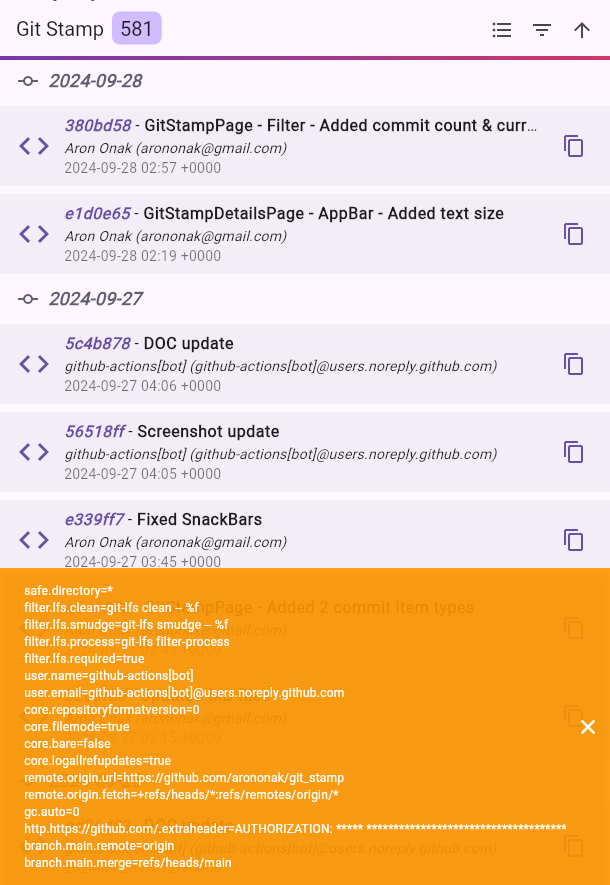 Git Stamp 581
2024-09-28
380bd58 - GitStampPage - Filter - Added commit count & curr…
Aron Onak (arononak@gmail.com)
2024-09-28 02:57 +0000
e1d0e65 - GitStampDetailsPage - AppBar - Added text size
Aron Onak (arononak@gmail.com)
2024-09-28 02:19 +0000
2024-09-27
5c4b878 - DOC update
github-actions[bot] (github-actions[bot]@users.noreply.github.com)
2024-09-27 04:06 +0000
56518ff - Screenshot update
github-actions[bot] (github-actions[bot]@users.noreply.github.com)
2024-09-27 04:05 +0000
e339ff7 - Fixed SnackBars
Aron Onak (arononak@gmail.com)
2024-09-27 03:45 +0000
safe.directory=*
filter.lfs.clean=git-lfs clean -- %f
filter.lfs.smudge=git-lfs smudge -- %f
filter.lfs.process=git-lfs filter-process
filter.lfs.required=true
user.name=github-actions[bot]
user.email=github-actions[bot]@users.noreply.github.com
core.repositoryformatversion=0
core.filemode=true
core.bare=false
core.logallrefupdates=true
remote.origin.url=https://github.com/arononak/git_stamp
remote.origin.fetch=+refs/heads/*:refs/remotes/origin/*
gc.auto=0
http.https://github.com/.extraheader=AUTHORIZATION: ***** ************************************
branch.main.remote=origin
branch.main.merge=refs/heads/main